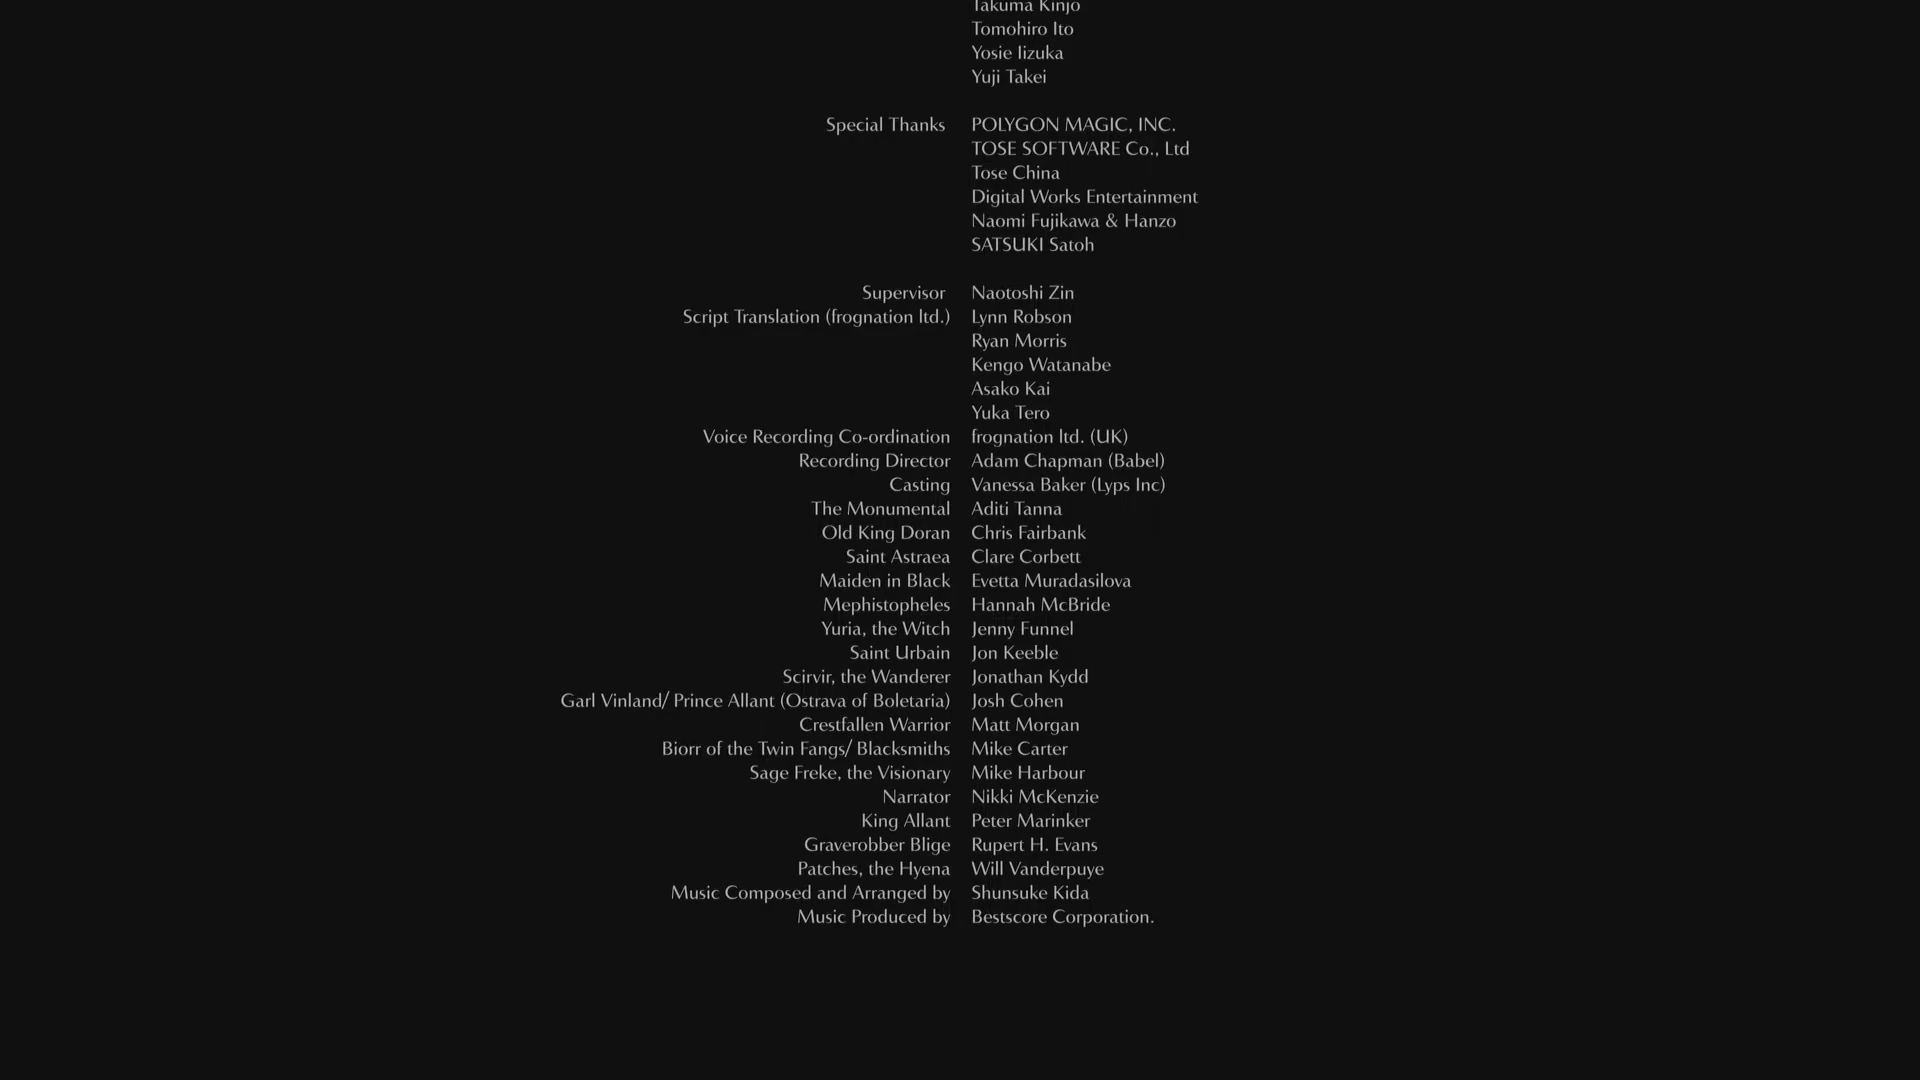 Takuma Kinjo
Tomohiro Ito
Yosie Iizuka
Yuji Takei
Special Thanks POLYGON MAGIC, INC.
TOSE SOFTWARE Co., Ltd
Tose China
Digital Works Entertainment
Naomi Fujikawa & Hanzo
SATSUKI Satoh
Supervisor Naotoshi Zin
Script Translation (frognation ltd.) Lynn Robson
Ryan Morris
Kengo Watanabe
Asako Kai
Yuka Tero
Voice Recording Co-ordination frognation ltd. (UK)
Recording Director Adam Chapman (Babel)
Casting Vanessa Baker (Lyps Inc)
The Monumental Aditi Tanna
Old King Doran Chris Fairbank
Saint Astraea Clare Corbett
Maiden in Black Evetta Muradasilova
Mephistopheles Hannah McBride
Yuria, the Witch Jenny Funnel
Saint Urbain Jon Keeble
Scirvir, the Wanderer Jonathan Kydd
Garl Vinland/ Prince Allant (Ostrava of Boletaria) Josh Cohen
Crestfallen Warrior Matt Morgan
Biorr of the Twin Fangs/ Blacksmiths Mike Carter
Sage Freke, the Visionary Mike Harbour
Narrator Nikki McKenzie
King Allant Peter Marinker
Graverobber Blige Rupert H. Evans
Patches, the Hyena Will Vanderpuye
Music Composed and Arranged by Shunsuke Kida
Music Produced by Bestscore Corporation.